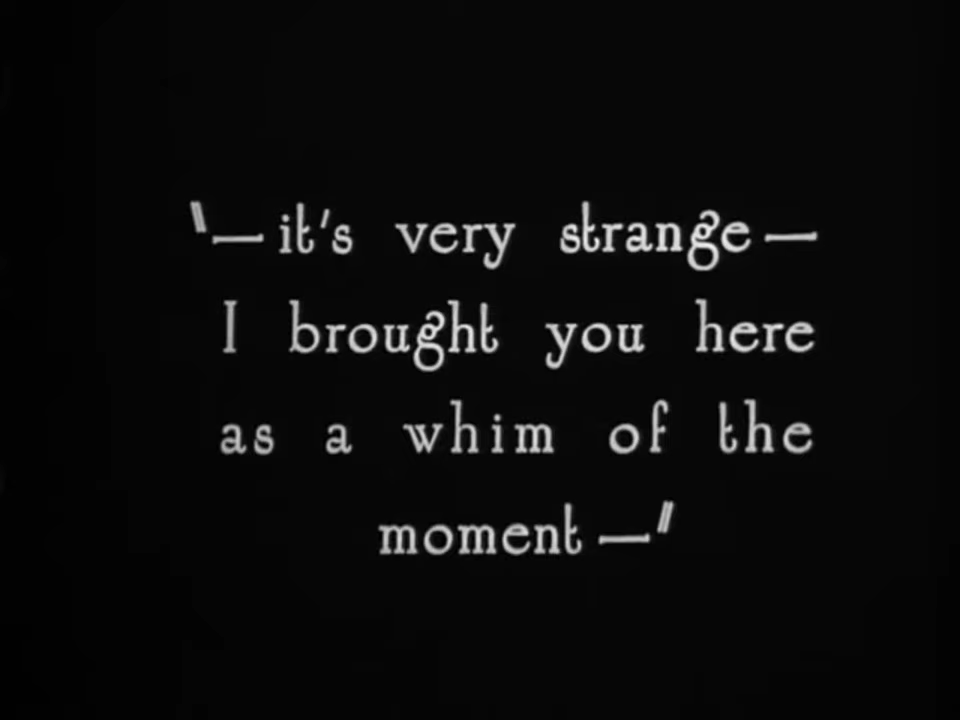 "— it's very strange —
I brought you here
as a whim of the
moment —"